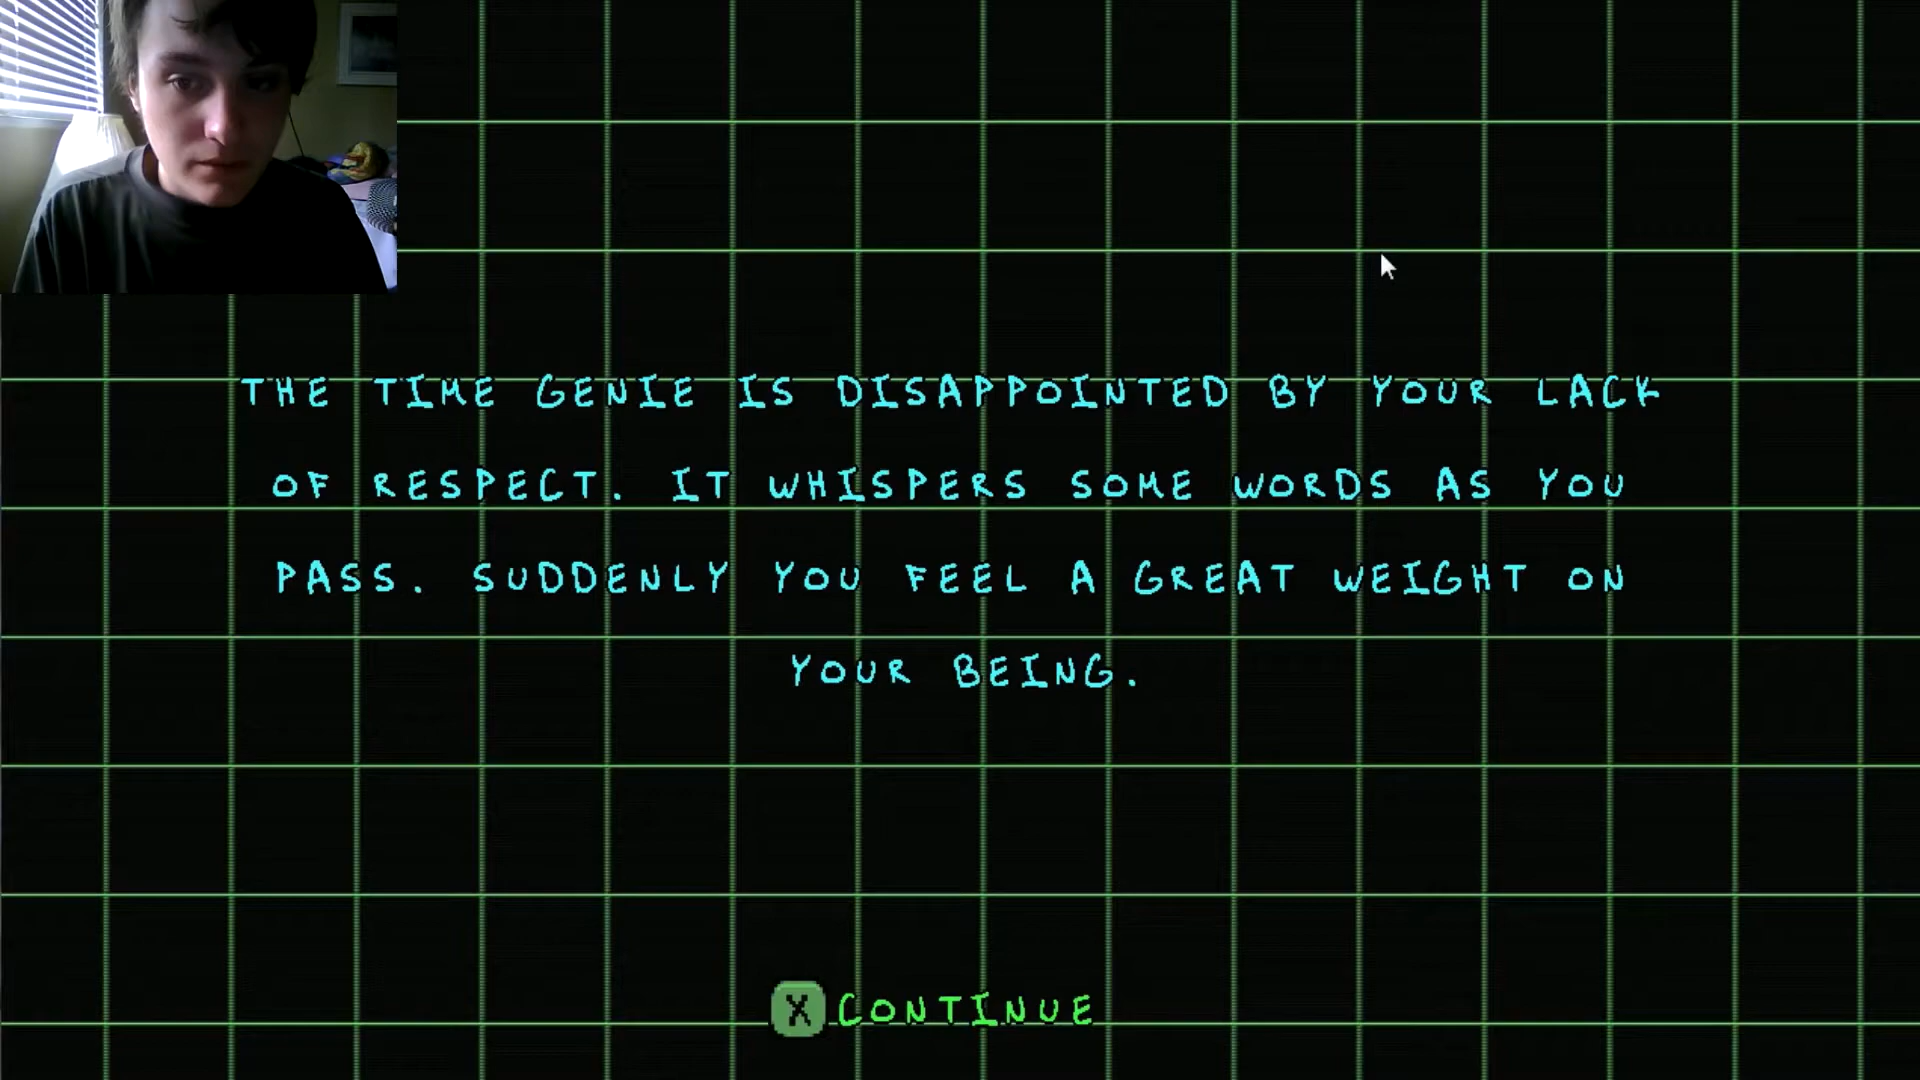 THE TIME GENIE IS DISAPPOINTED BY YOUR LACK
OF RESPECT. IT WHISPERS SOME WORDS AS YOU
PASS. SUDDENLY YOU FEEL A GREAT WEIGHT ON
YOUR BEING.
X CONTINUE